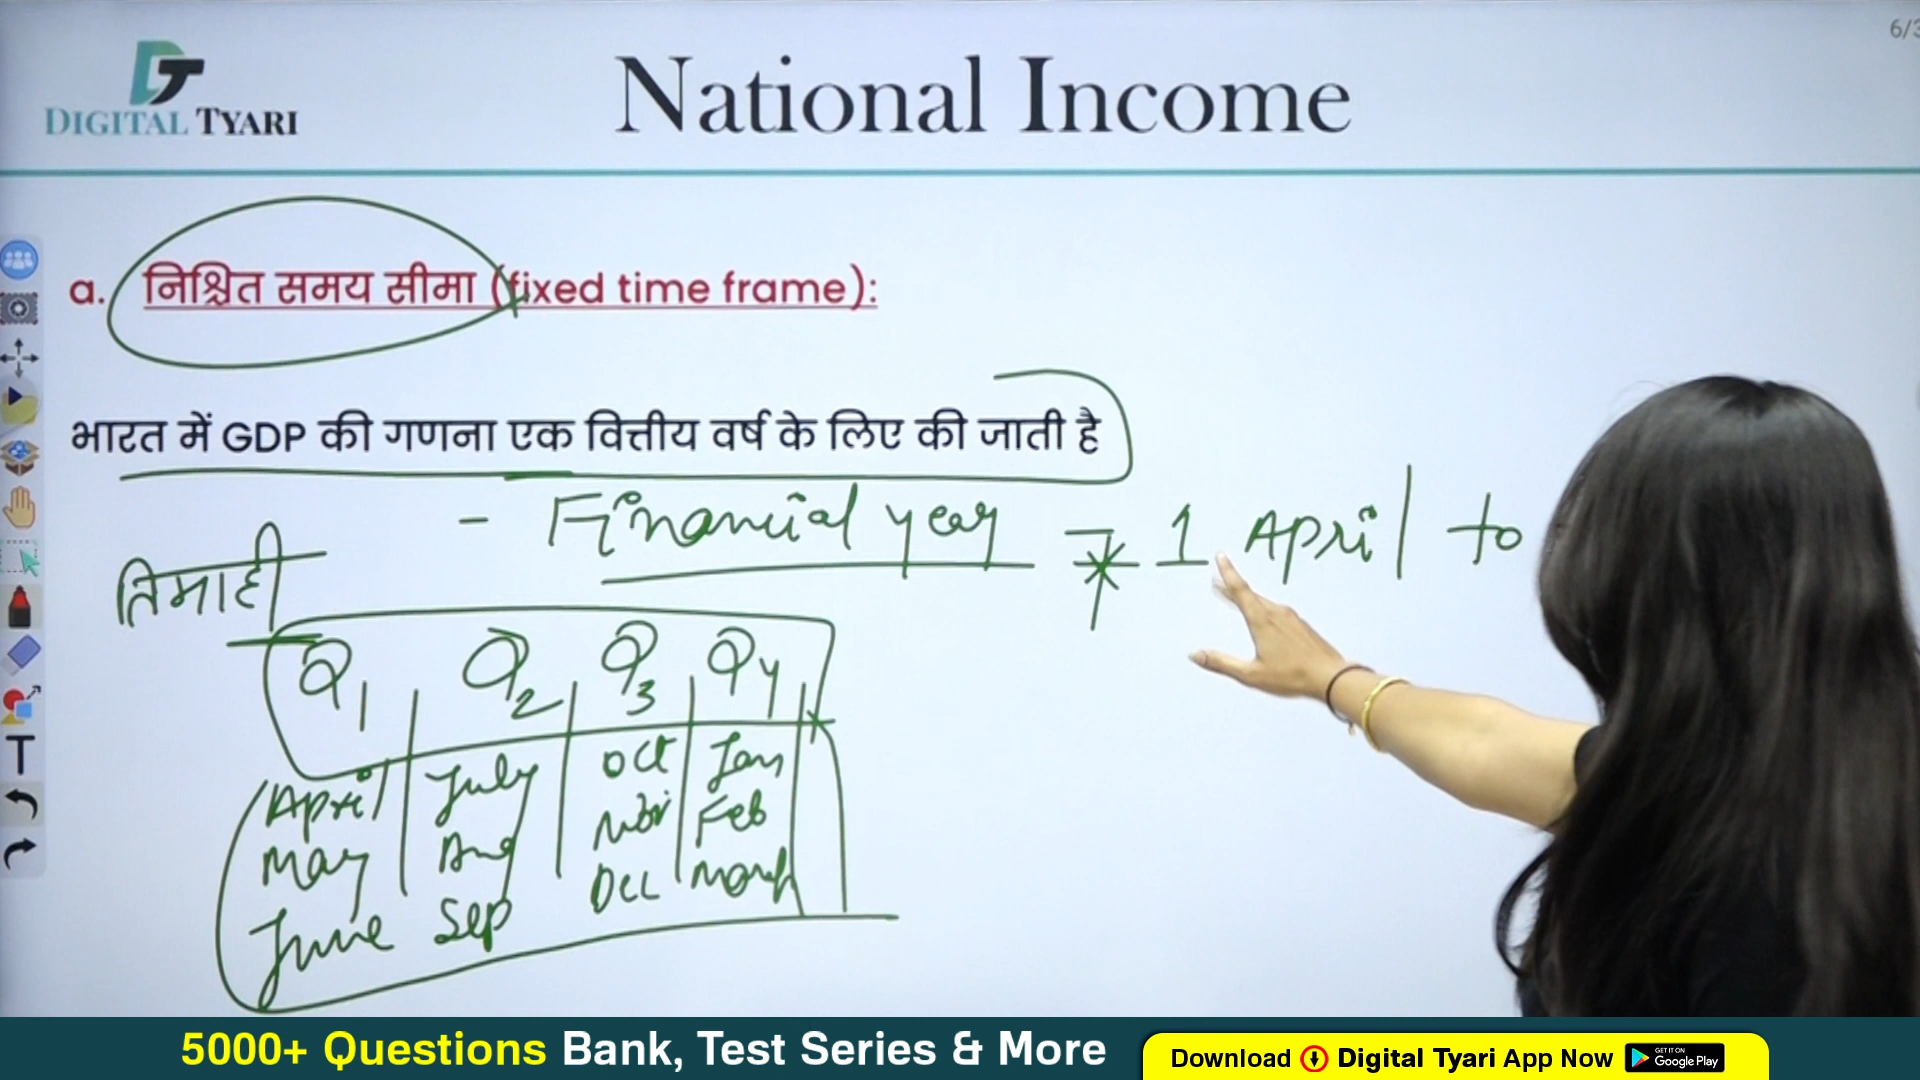 6/3
DT
DIGITAL TYARI
National Income
a. निश्चित समय सीमा (fixed time frame):
भारत में GDP की गणना एक वित्तीय वर्ष के लिए की जाती है
- Financial year
1 April to
तिमाही
Q1 Q2 Q3 Q4
April July Oct Jan
May Aug Nov Feb
June Sep Dec March
T
5000+ Questions Bank, Test Series & More
Download Digital Tyari App Now
GET IT ON
Google Play